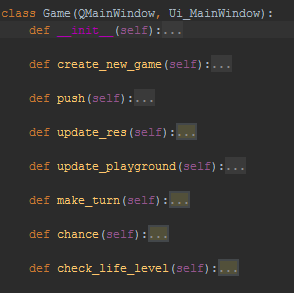 class Game(QMainWindow, Ui_MainWindow):
def __init__(self):...
def create_new_game(self):...
def push(self):...
def update_res(self):...
def update_playground(self):...
def make_turn(self):...
def chance(self):...
def check_life_level(self):...